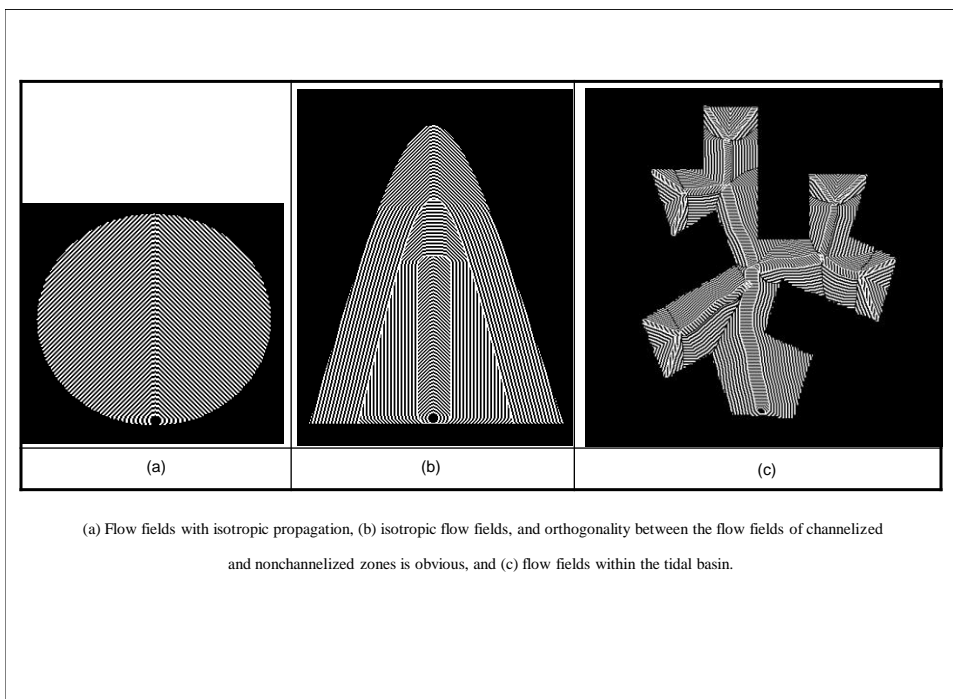 (a)
(b)
(c)
(a) Flow fields with isotropic propagation, (b) isotropic flow fields, and orthogonality between the flow fields of channelized
and nonchannelized zones is obvious, and (c) flow fields within the tidal basin.